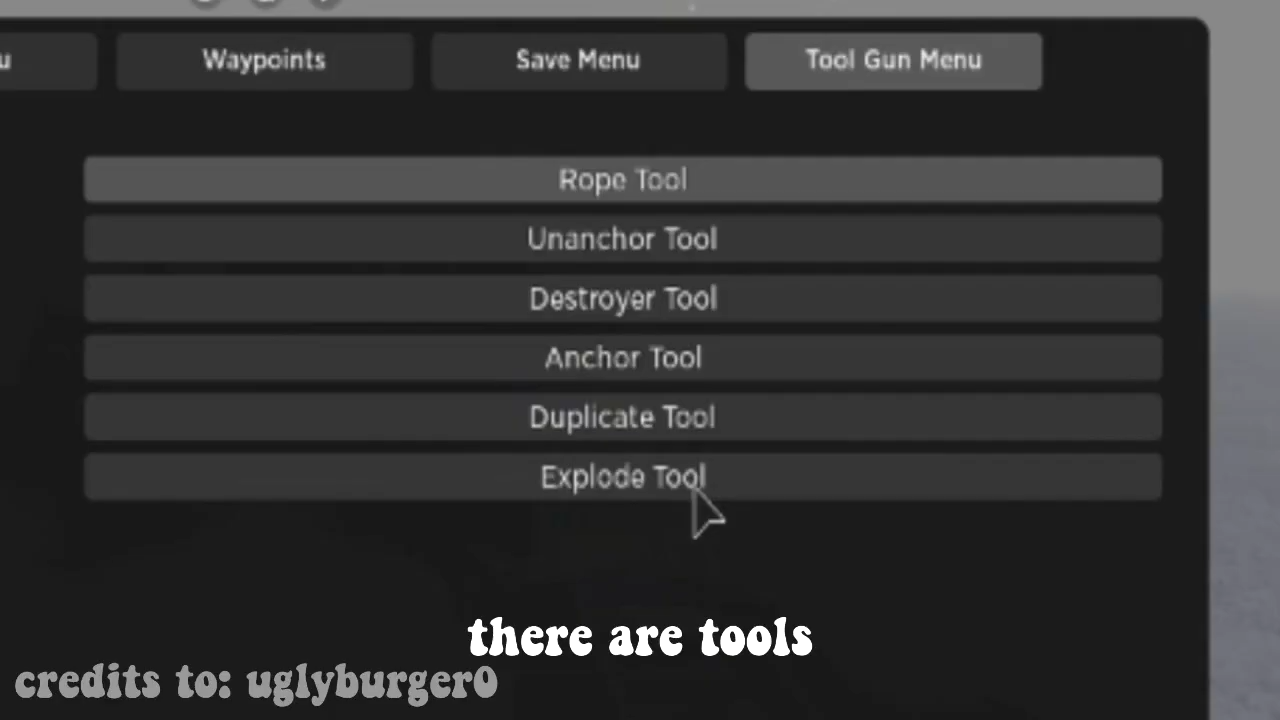 Waypoints
Save Menu
Tool Gun Menu
Rope Tool
Unanchor Tool
Destroyer Tool
Anchor Tool
Duplicate Tool
Explode Tool
there are tools
credits to: uglyburger0